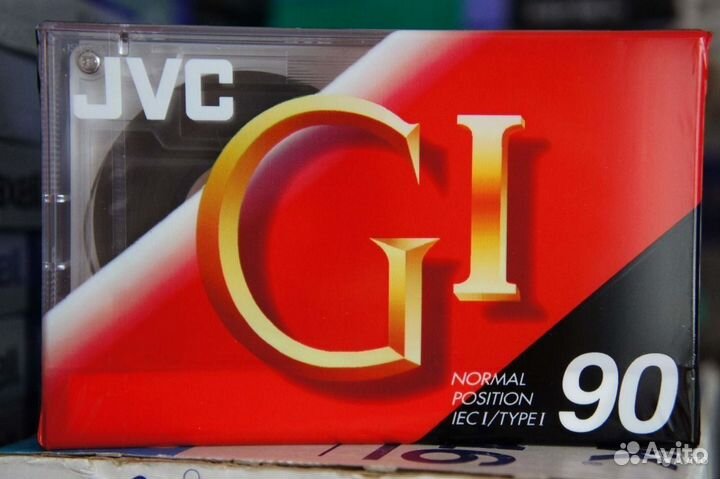 JVC
GI
NORMAL
POSITION
IEC I/TYPE I
90
Avito